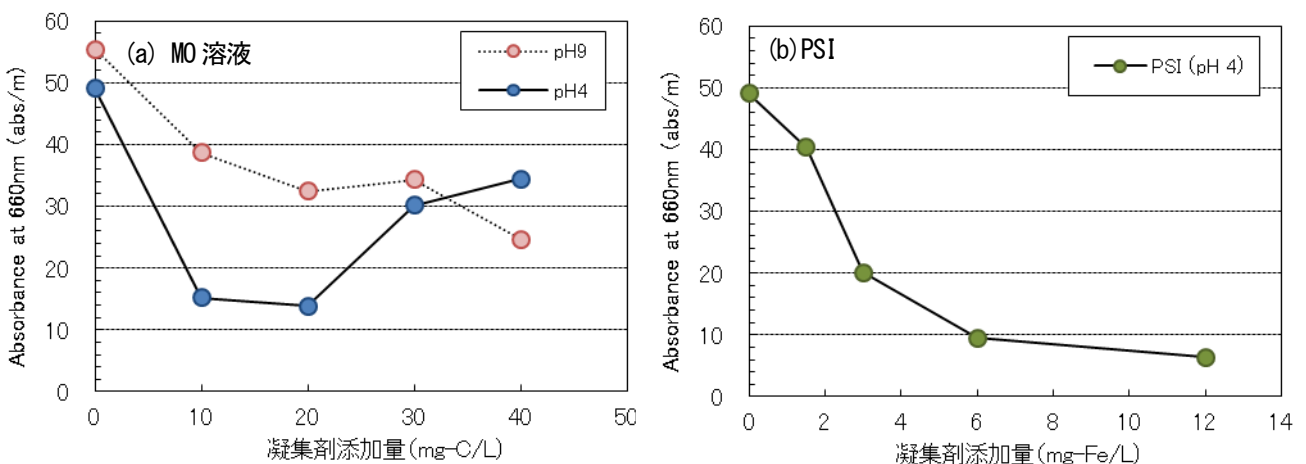 (a) MO 溶液
pH9
pH4
60
50
40
30
20
10
0
Absorbance at 660nm (abs/m)
0 10 20 30 40 50
凝集剤添加量(mg-C/L)
(b)PSI
PSI (pH 4)
60
50
40
30
20
10
0
Absorbance at 660nm (abs/m)
0 2 4 6 8 10 12 14
凝集剤添加量(mg-Fe/L)